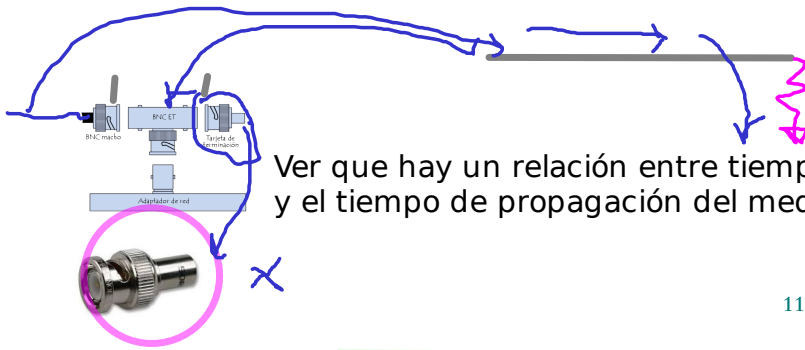 BNC ET
BNC macho
Tarjeta de
terminación
Adaptador de red
Ver que hay un relación entre tiemp
y el tiempo de propagación del med
11